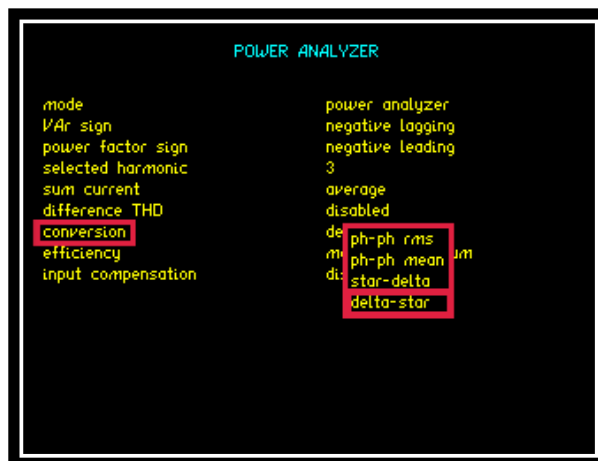 POWER ANALYZER
mode power analyzer
VAr sign negative lagging
power factor sign negative leading
selected harmonic 3
sum current average
difference THD disabled
conversion
ph-ph rms
efficiency
ph-ph mean
input compensation
star-delta
delta-star